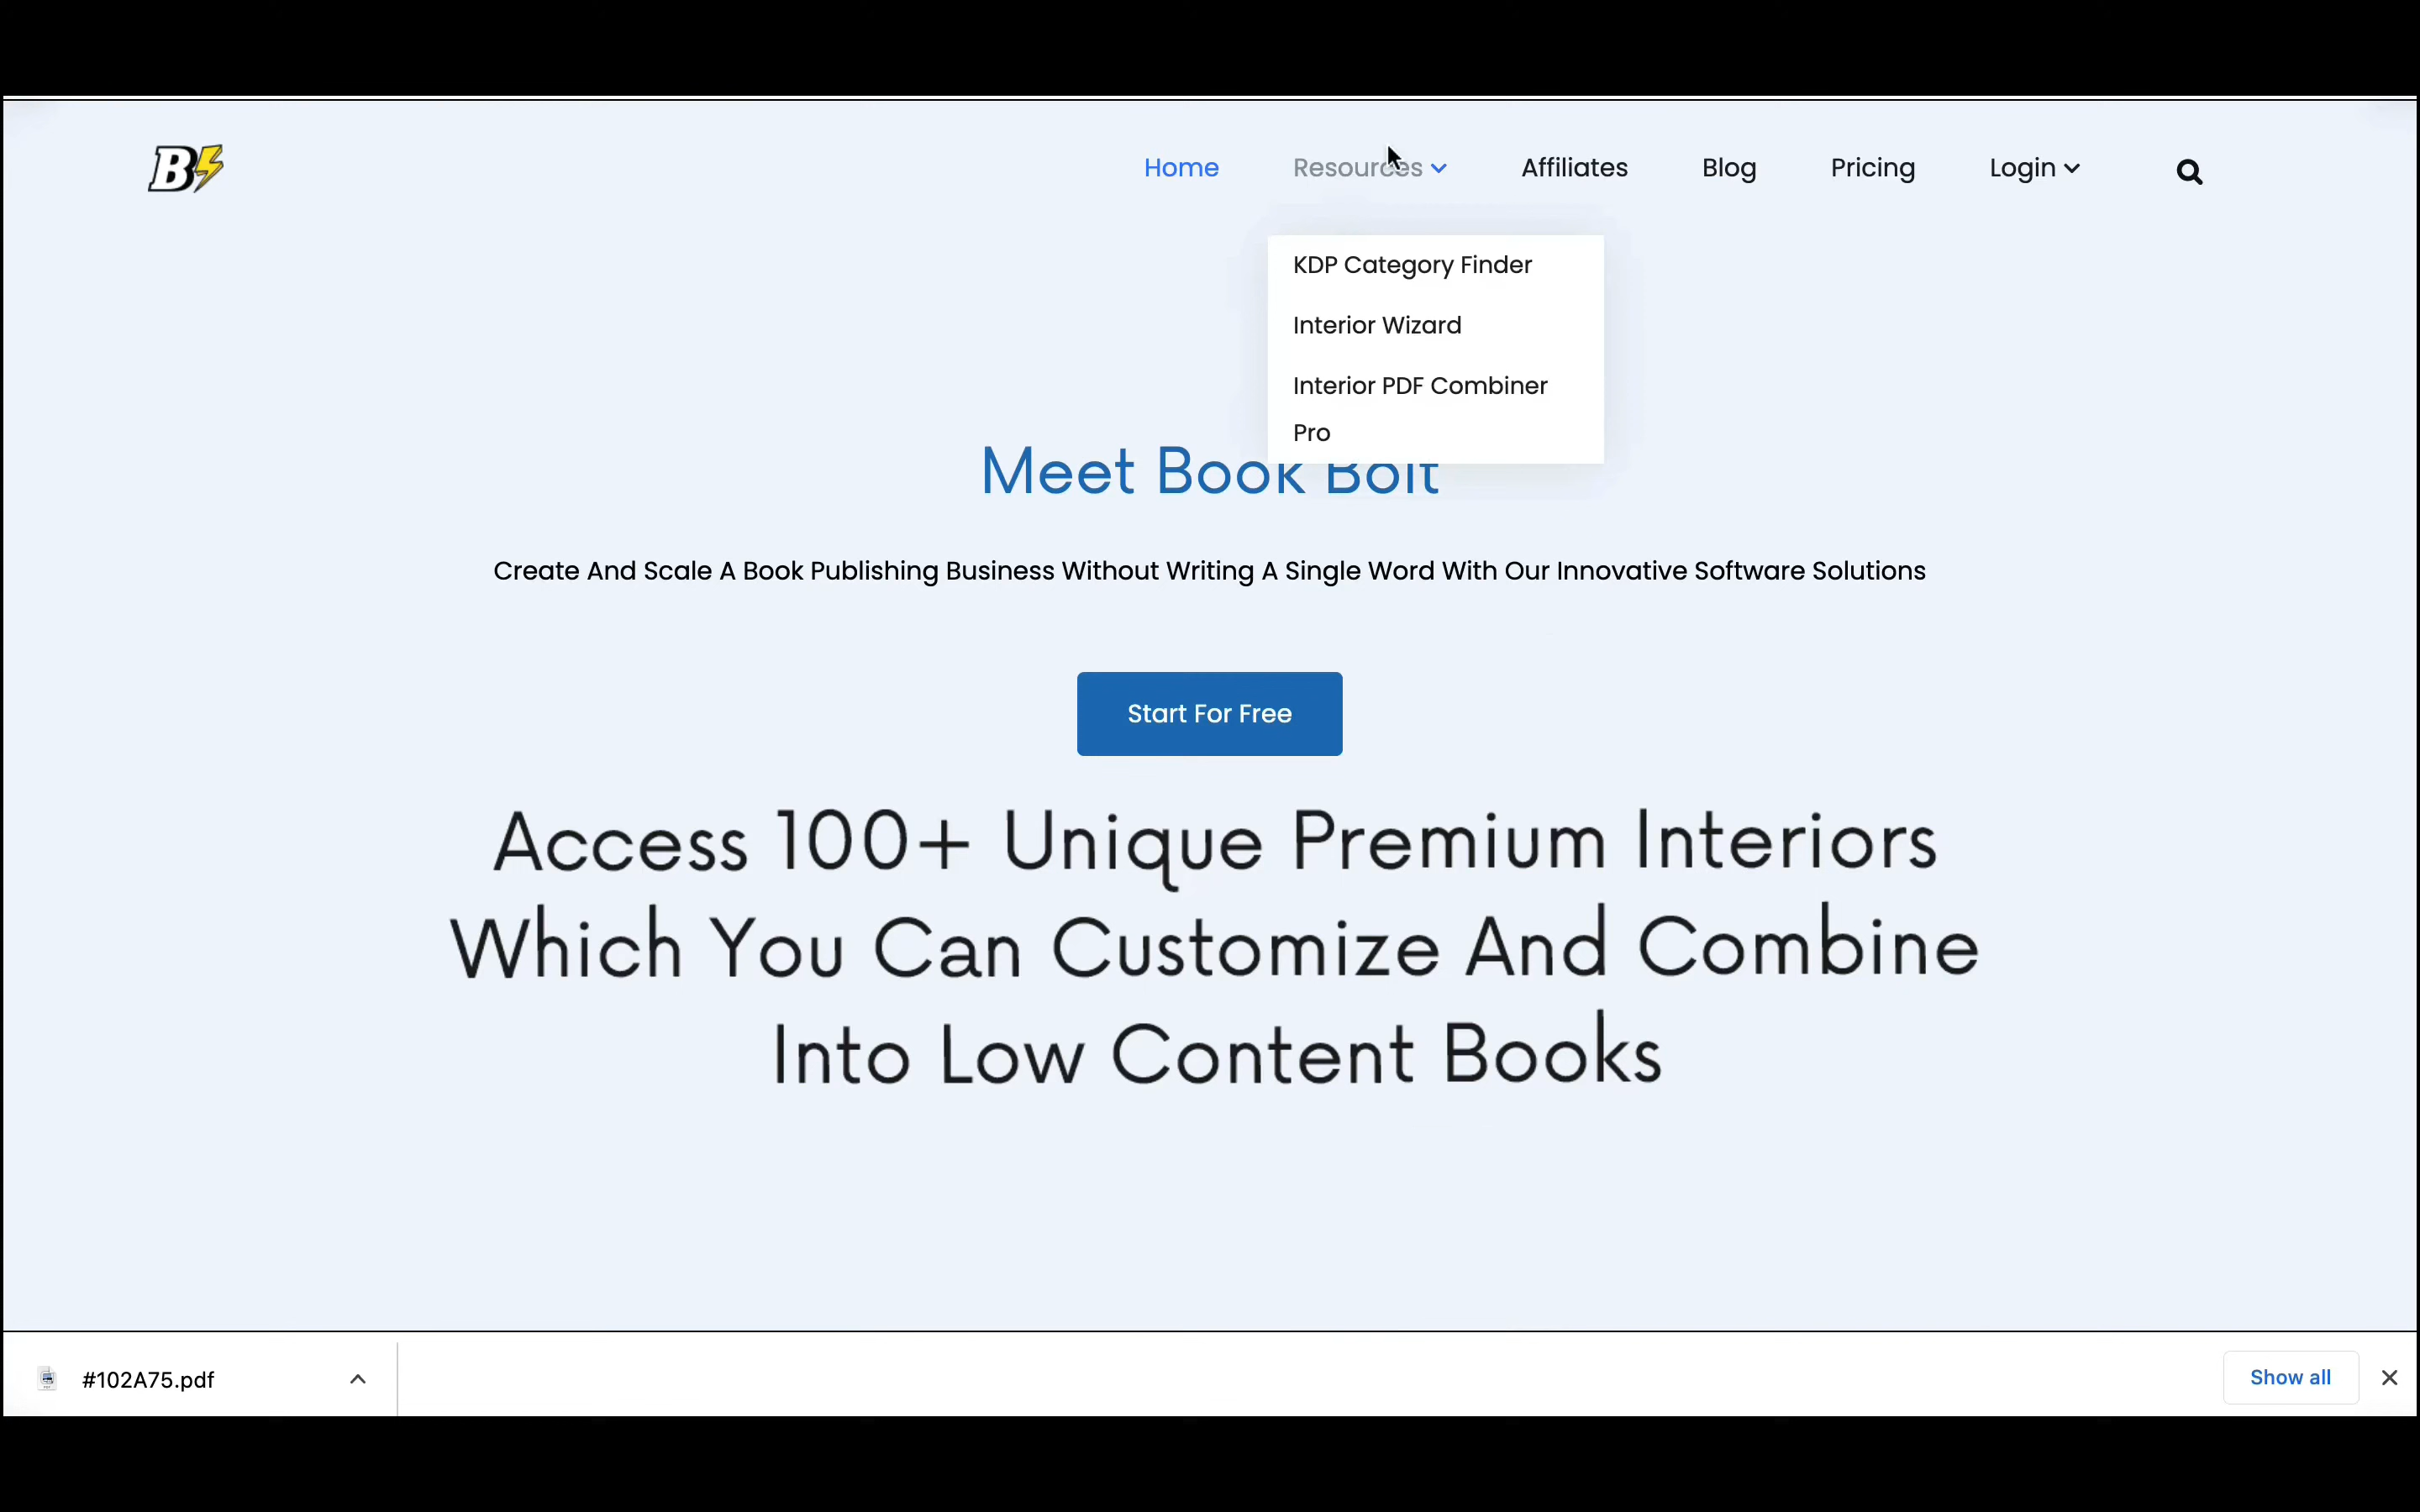 B
Home Resources Affiliates Blog Pricing Login
KDP Category Finder
Interior Wizard
Interior PDF Combiner
Pro
Meet Book Bolt
Create And Scale A Book Publishing Business Without Writing A Single Word With Our Innovative Software Solutions
Start For Free
Access 100+ Unique Premium Interiors
Which You Can Customize And Combine
Into Low Content Books
#102A75.pdf
Show all